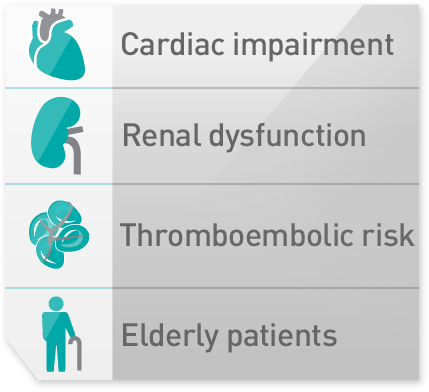 Cardiac impairment
Renal dysfunction
Thromboembolic risk
Elderly patients